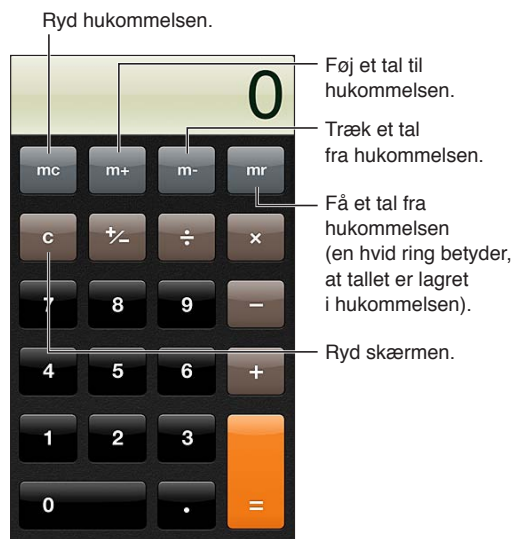 Ryd hukommelsen.
0
Føj et tal til
hukommelsen.
Træk et tal
fra hukommelsen.
mc m+ m- mr
Få et tal fra
hukommelsen
(en hvid ring betyder,
at tallet er lagret
i hukommelsen).
c +/− ÷ ×
7 8 9 −
Ryd skærmen.
4 5 6 +
1 2 3
0 . =